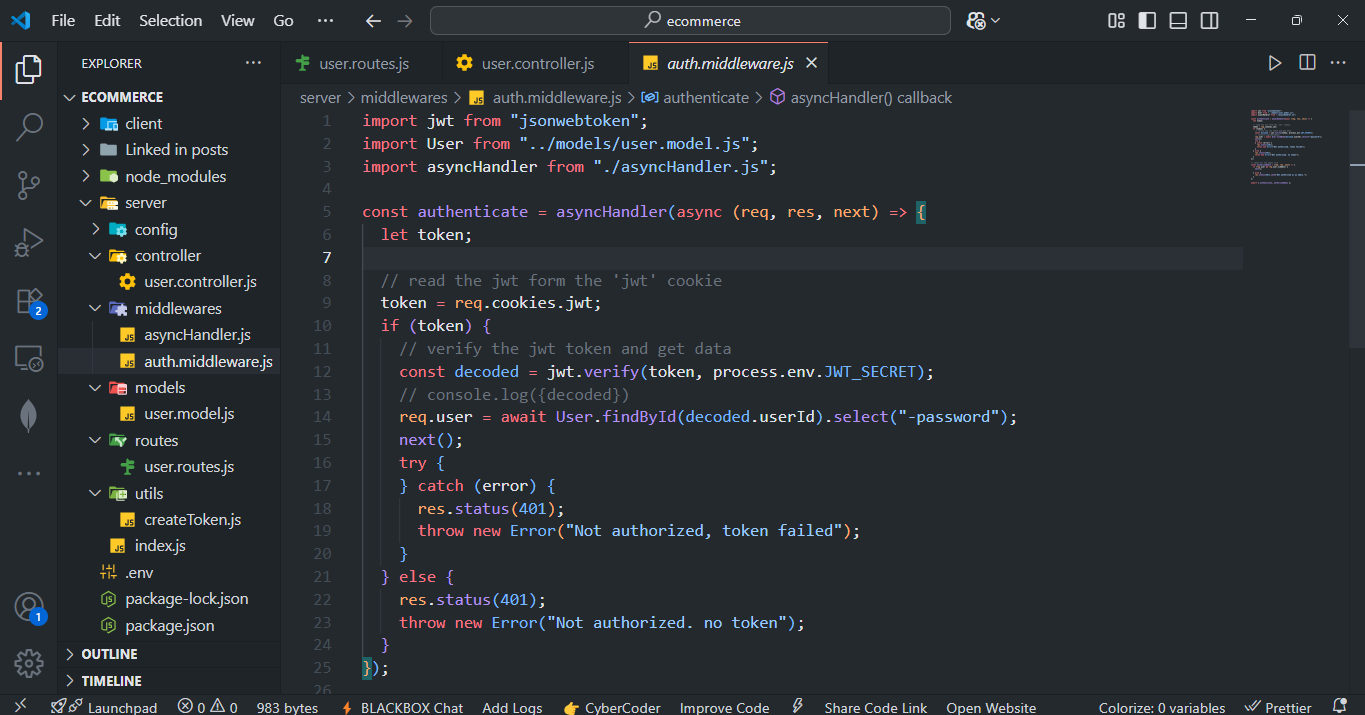 File Edit Selection View Go ··· ecommerce
EXPLORER ···
ECOMMERCE
client
Linked in posts
node_modules
server
config
controller
user.controller.js
middlewares
asyncHandler.js
auth.middleware.js
models
user.model.js
routes
user.routes.js
utils
createToken.js
index.js
.env
package-lock.json
package.json
OUTLINE
TIMELINE
2
1
user.routes.js user.controller.js auth.middleware.js
server > middlewares > auth.middleware.js > authenticate > asyncHandler() callback
1 import jwt from "jsonwebtoken";
2 import User from "../models/user.model.js";
3 import asyncHandler from "./asyncHandler.js";
4
5 const authenticate = asyncHandler(async (req, res, next) => {
6 let token;
7
8 // read the jwt form the 'jwt' cookie
9 token = req.cookies.jwt;
10 if (token) {
11 // verify the jwt token and get data
12 const decoded = jwt.verify(token, process.env.JWT_SECRET);
13 // console.log({decoded})
14 req.user = await User.findById(decoded.userId).select("-password");
15 next();
16 try {
17 } catch (error) {
18 res.status(401);
19 throw new Error("Not authorized, token failed");
20 }
21 } else {
22 res.status(401);
23 throw new Error("Not authorized. no token");
24 }
25 });
26
Launchpad 0 0 983 bytes BLACKBOX Chat Add Logs CyberCoder Improve Code Share Code Link Open Website Colorize: 0 variables Prettier